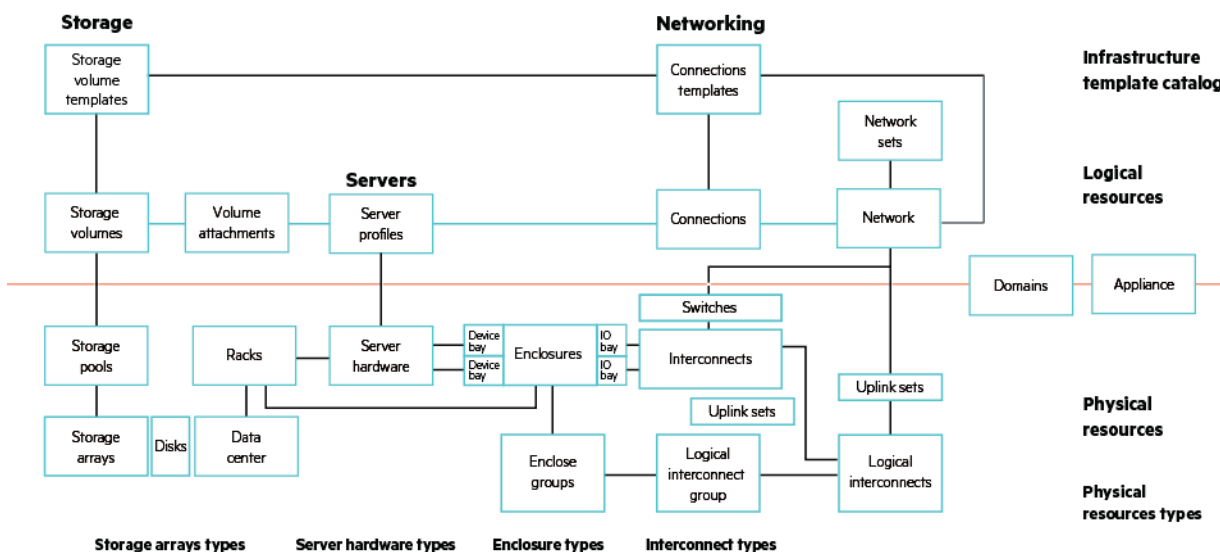 Storage
Networking
Storage
volume
templates
Connections
templates
Infrastructure
template catalog
Network
sets
Servers
Logical
resources
Storage
volumes
Volume
attachments
Server
profiles
Connections
Network
Domains
Appliance
Switches
Storage
pools
Racks
Server
hardware
Device
bay
Device
bay
Enclosures
IO
bay
IO
bay
Interconnects
Uplink sets
Uplink sets
Physical
resources
Storage
arrays
Disks
Data
center
Enclose
groups
Logical
interconnect
group
Logical
interconnects
Physical
resources types
Storage arrays types
Server hardware types
Enclosure types
Interconnect types